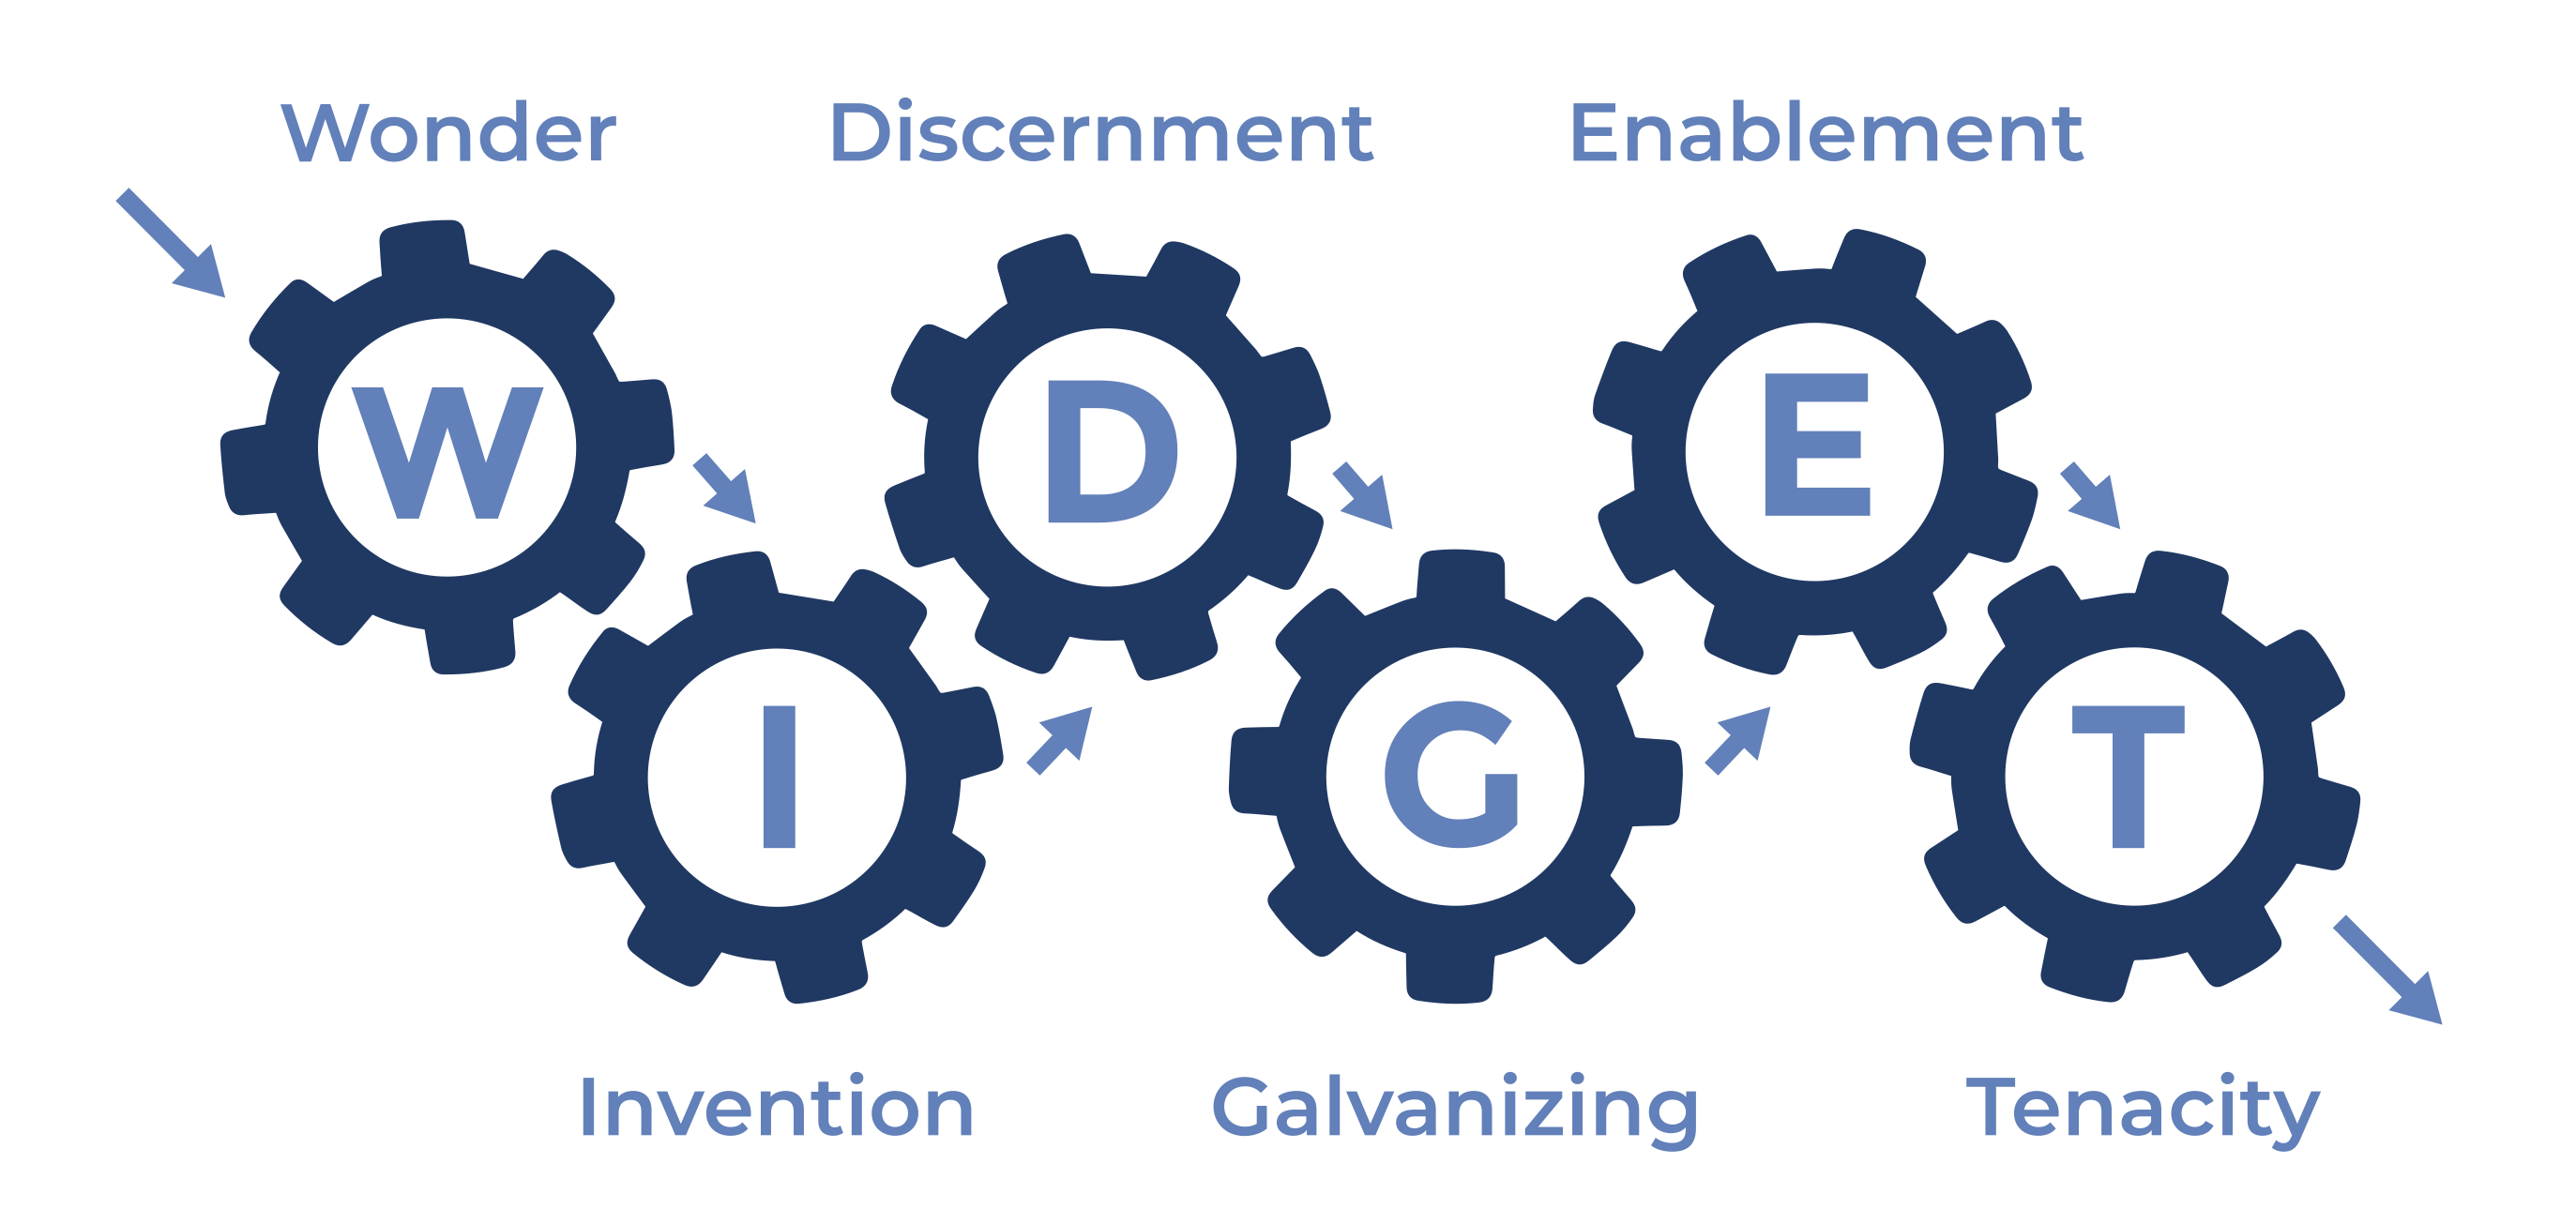 Wonder
Discernment
Enablement
W
D
E
I
G
T
Invention
Galvanizing
Tenacity